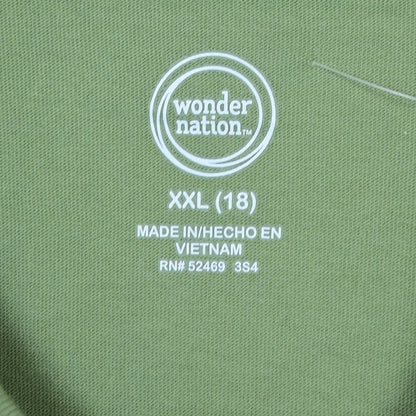 wonder
nation™
XXL (18)
MADE IN/HECHO EN
VIETNAM
RN# 52469 3S4